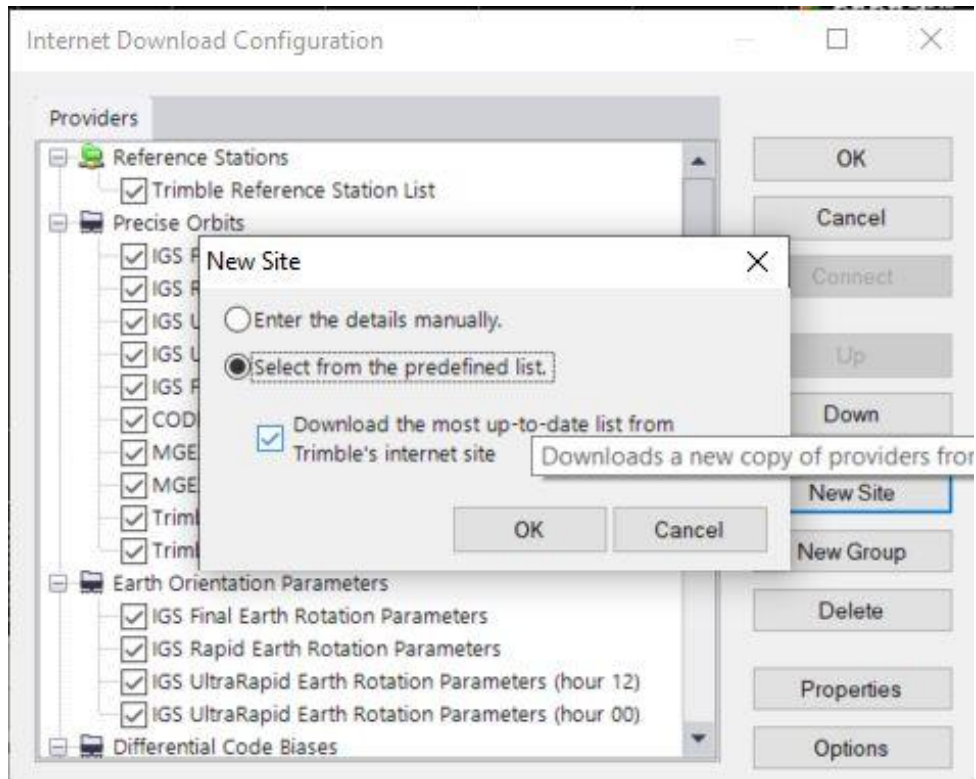 Internet Download Configuration
Providers
Reference Stations
Trimble Reference Station List
Precise Orbits
IGS
IGS
IGS
IGS
IGS
New Site
Enter the details manually.
Select from the predefined list.
Download the most up-to-date list from
Trimble's internet site
Downloads a new copy of providers
OK
Cancel
Earth Orientation Parameters
IGS Final Earth Rotation Parameters
IGS Rapid Earth Rotation Parameters
IGS UltraRapid Earth Rotation Parameters (hour 12)
IGS UltraRapid Earth Rotation Parameters (hour 00)
Differential Code Biases
OK
Cancel
Connect
Up
Down
New Site
New Group
Delete
Properties
Options